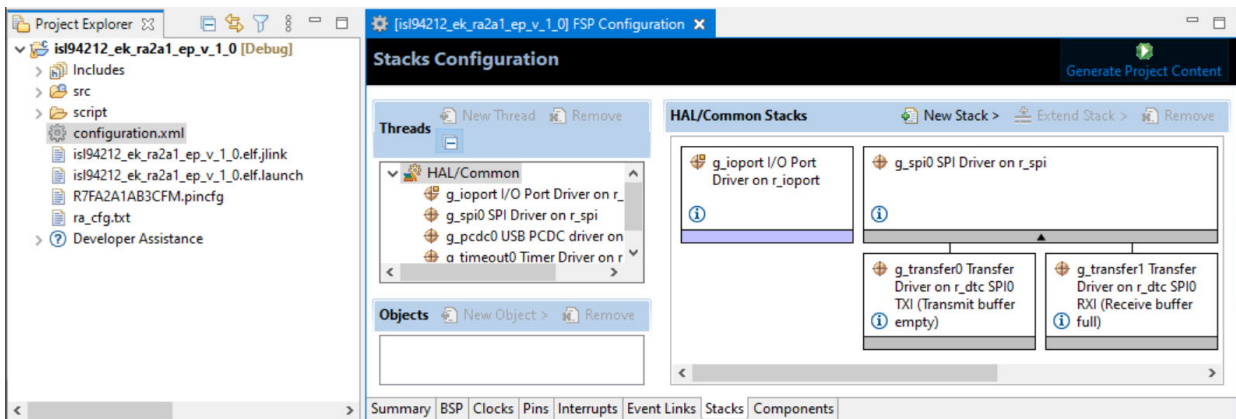 Project Explorer
isl94212_ek_ra2a1_ep_v_1_0 [Debug]
Includes
src
script
configuration.xml
isl94212_ek_ra2a1_ep_v_1_0.elf.jlink
isl94212_ek_ra2a1_ep_v_1_0.elf.launch
R7FA2A1AB3CFM.pincfg
ra_cfg.txt
Developer Assistance
[isl94212_ek_ra2a1_ep_v_1_0] FSP Configuration
Stacks Configuration
Generate Project Content
Threads
New Thread
Remove
HAL/Common
g_ioport I/O Port Driver on r_
g_spi0 SPI Driver on r_spi
g_pcdc0 USB PCDC driver on
g_timeout0 Timer Driver on r
Objects
New Object >
Remove
HAL/Common Stacks
New Stack >
Extend Stack >
Remove
g_ioport I/O Port
Driver on r_ioport
g_spi0 SPI Driver on r_spi
g_transfer0 Transfer
Driver on r_dtc SPI0
TXI (Transmit buffer
empty)
g_transfer1 Transfer
Driver on r_dtc SPI0
RXI (Receive buffer
full)
Summary BSP Clocks Pins Interrupts Event Links Stacks Components